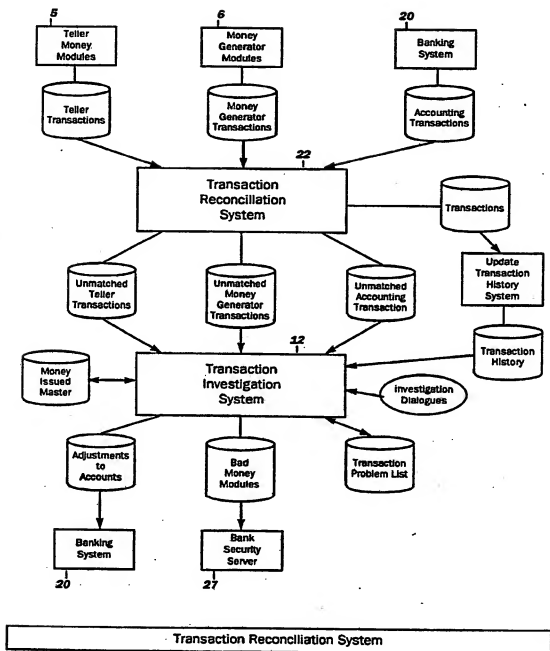 5
6
20
Teller
Money
Modules
Money
Generator
Modules
Banking
System
Teller
Transactions
Money
Generator
Transactions
Accounting
Transactions
22
Transaction
Reconciliation
System
Transactions
Unmatched
Teller
Transactions
Unmatched
Money
Generator
Transactions
Unmatched
Accounting
Transaction
Update
Transaction
History
System
12
Transaction
Investigation
System
Money
Issued
Master
Transaction
History
Investigation
Dialogues
Adjustments
to
Accounts
Bad
Money
Modules
Transaction
Problem List
Banking
System
Bank
Security
Server
20
27
Transaction Reconciliation System